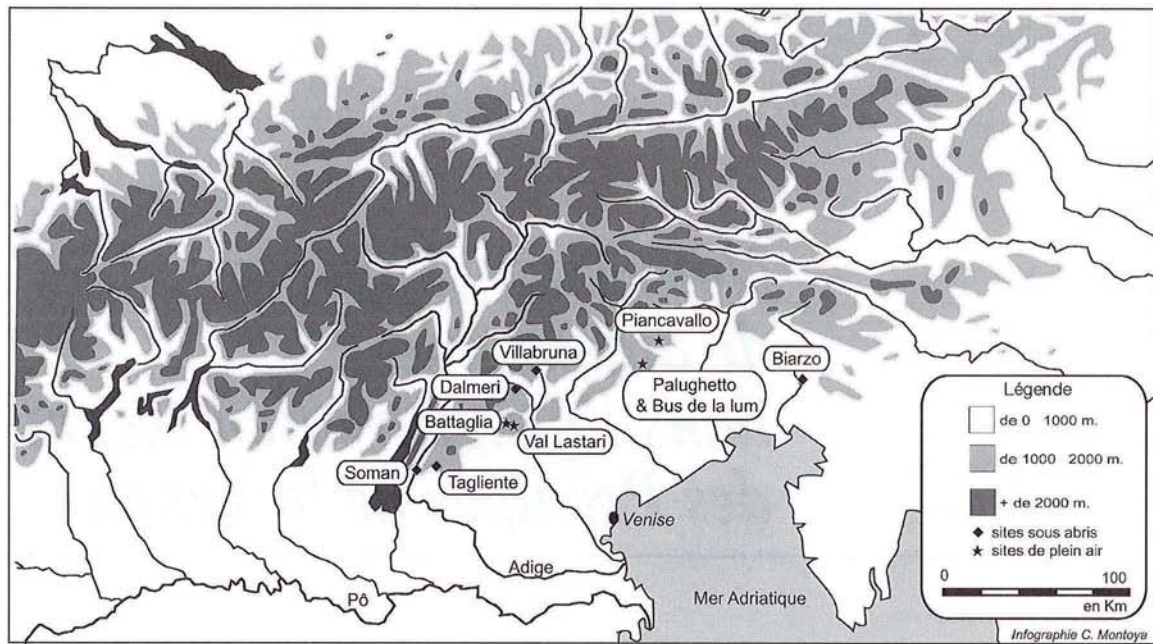 Piancavallo
Villabruna
Biarzo
Dalmeri
Palughetto
& Bus de la lum
Battaglia
Val Lastari
Soman
Tagliente
Venise
Adige
Pô
Mer Adriatique
Légende
de 0 1000 m.
de 1000 2000 m.
+ de 2000 m.
sites sous abris
sites de plein air
0 100
en Km
Infographie C. Montoya